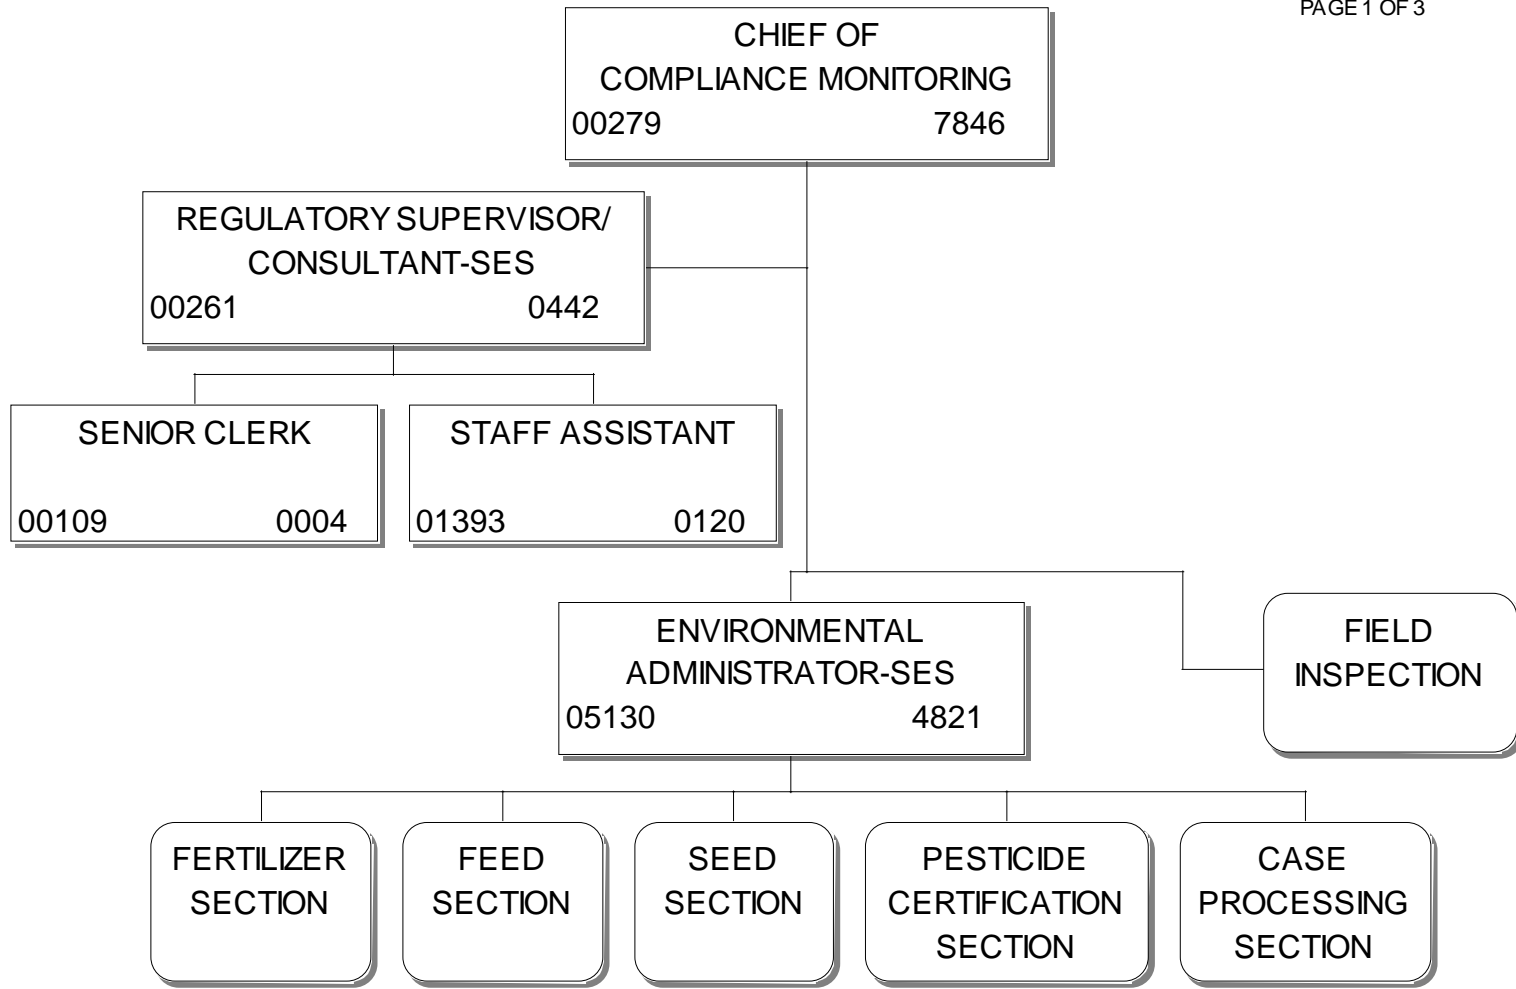 PAGE 1 OF 3
CHIEF OF
COMPLIANCE MONITORING
00279 7846
REGULATORY SUPERVISOR/
CONSULTANT-SES
00261 0442
SENIOR CLERK
00109 0004
STAFF ASSISTANT
01393 0120
ENVIRONMENTAL
ADMINISTRATOR-SES
05130 4821
FIELD
INSPECTION
FERTILIZER
SECTION
FEED
SECTION
SEED
SECTION
PESTICIDE
CERTIFICATION
SECTION
CASE
PROCESSING
SECTION